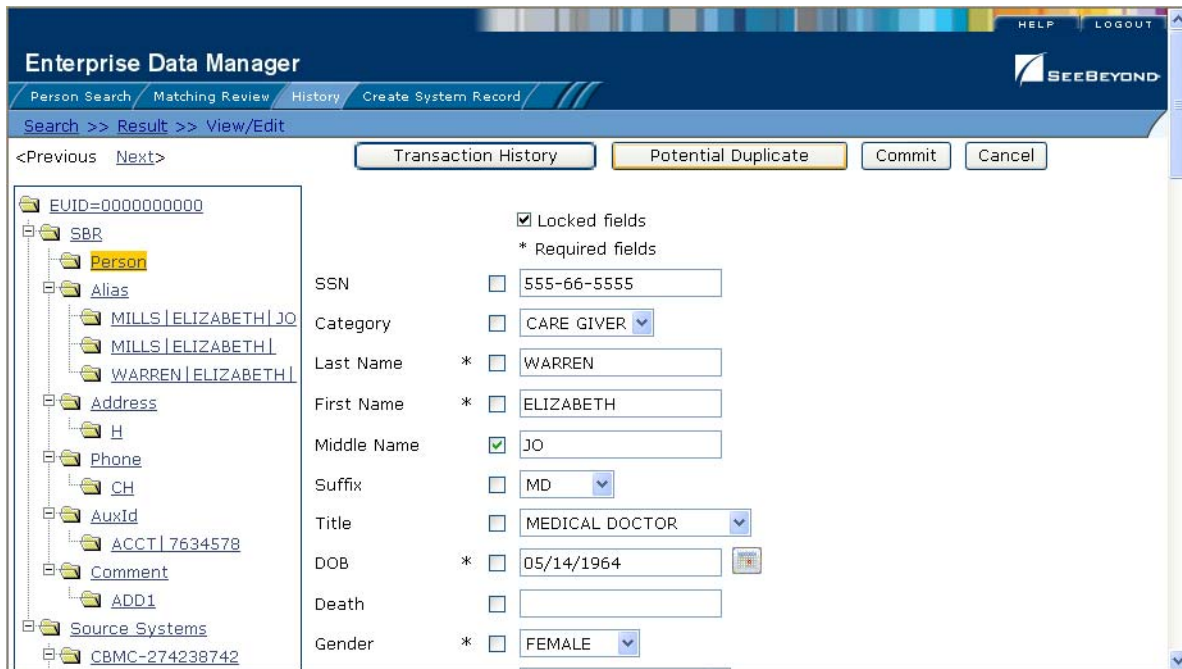 HELP LOGOUT
Enterprise Data Manager
SEEBEYOND
Person Search Matching Review History Create System Record
Search >> Result >> View/Edit
<Previous Next> Transaction History Potential Duplicate Commit Cancel
EUID=0000000000
SBR
Person
Alias
MILLS|ELIZABETH|JO
MILLS|ELIZABETH|
WARREN|ELIZABETH|
Address
H
Phone
CH
AuxId
ACCT|7634578
Comment
ADD1
Source Systems
CBMC-274238742
Locked fields
* Required fields
SSN 555-66-5555
Category CARE GIVER
Last Name * WARREN
First Name * ELIZABETH
Middle Name JO
Suffix MD
Title MEDICAL DOCTOR
DOB * 05/14/1964
Death
Gender * FEMALE